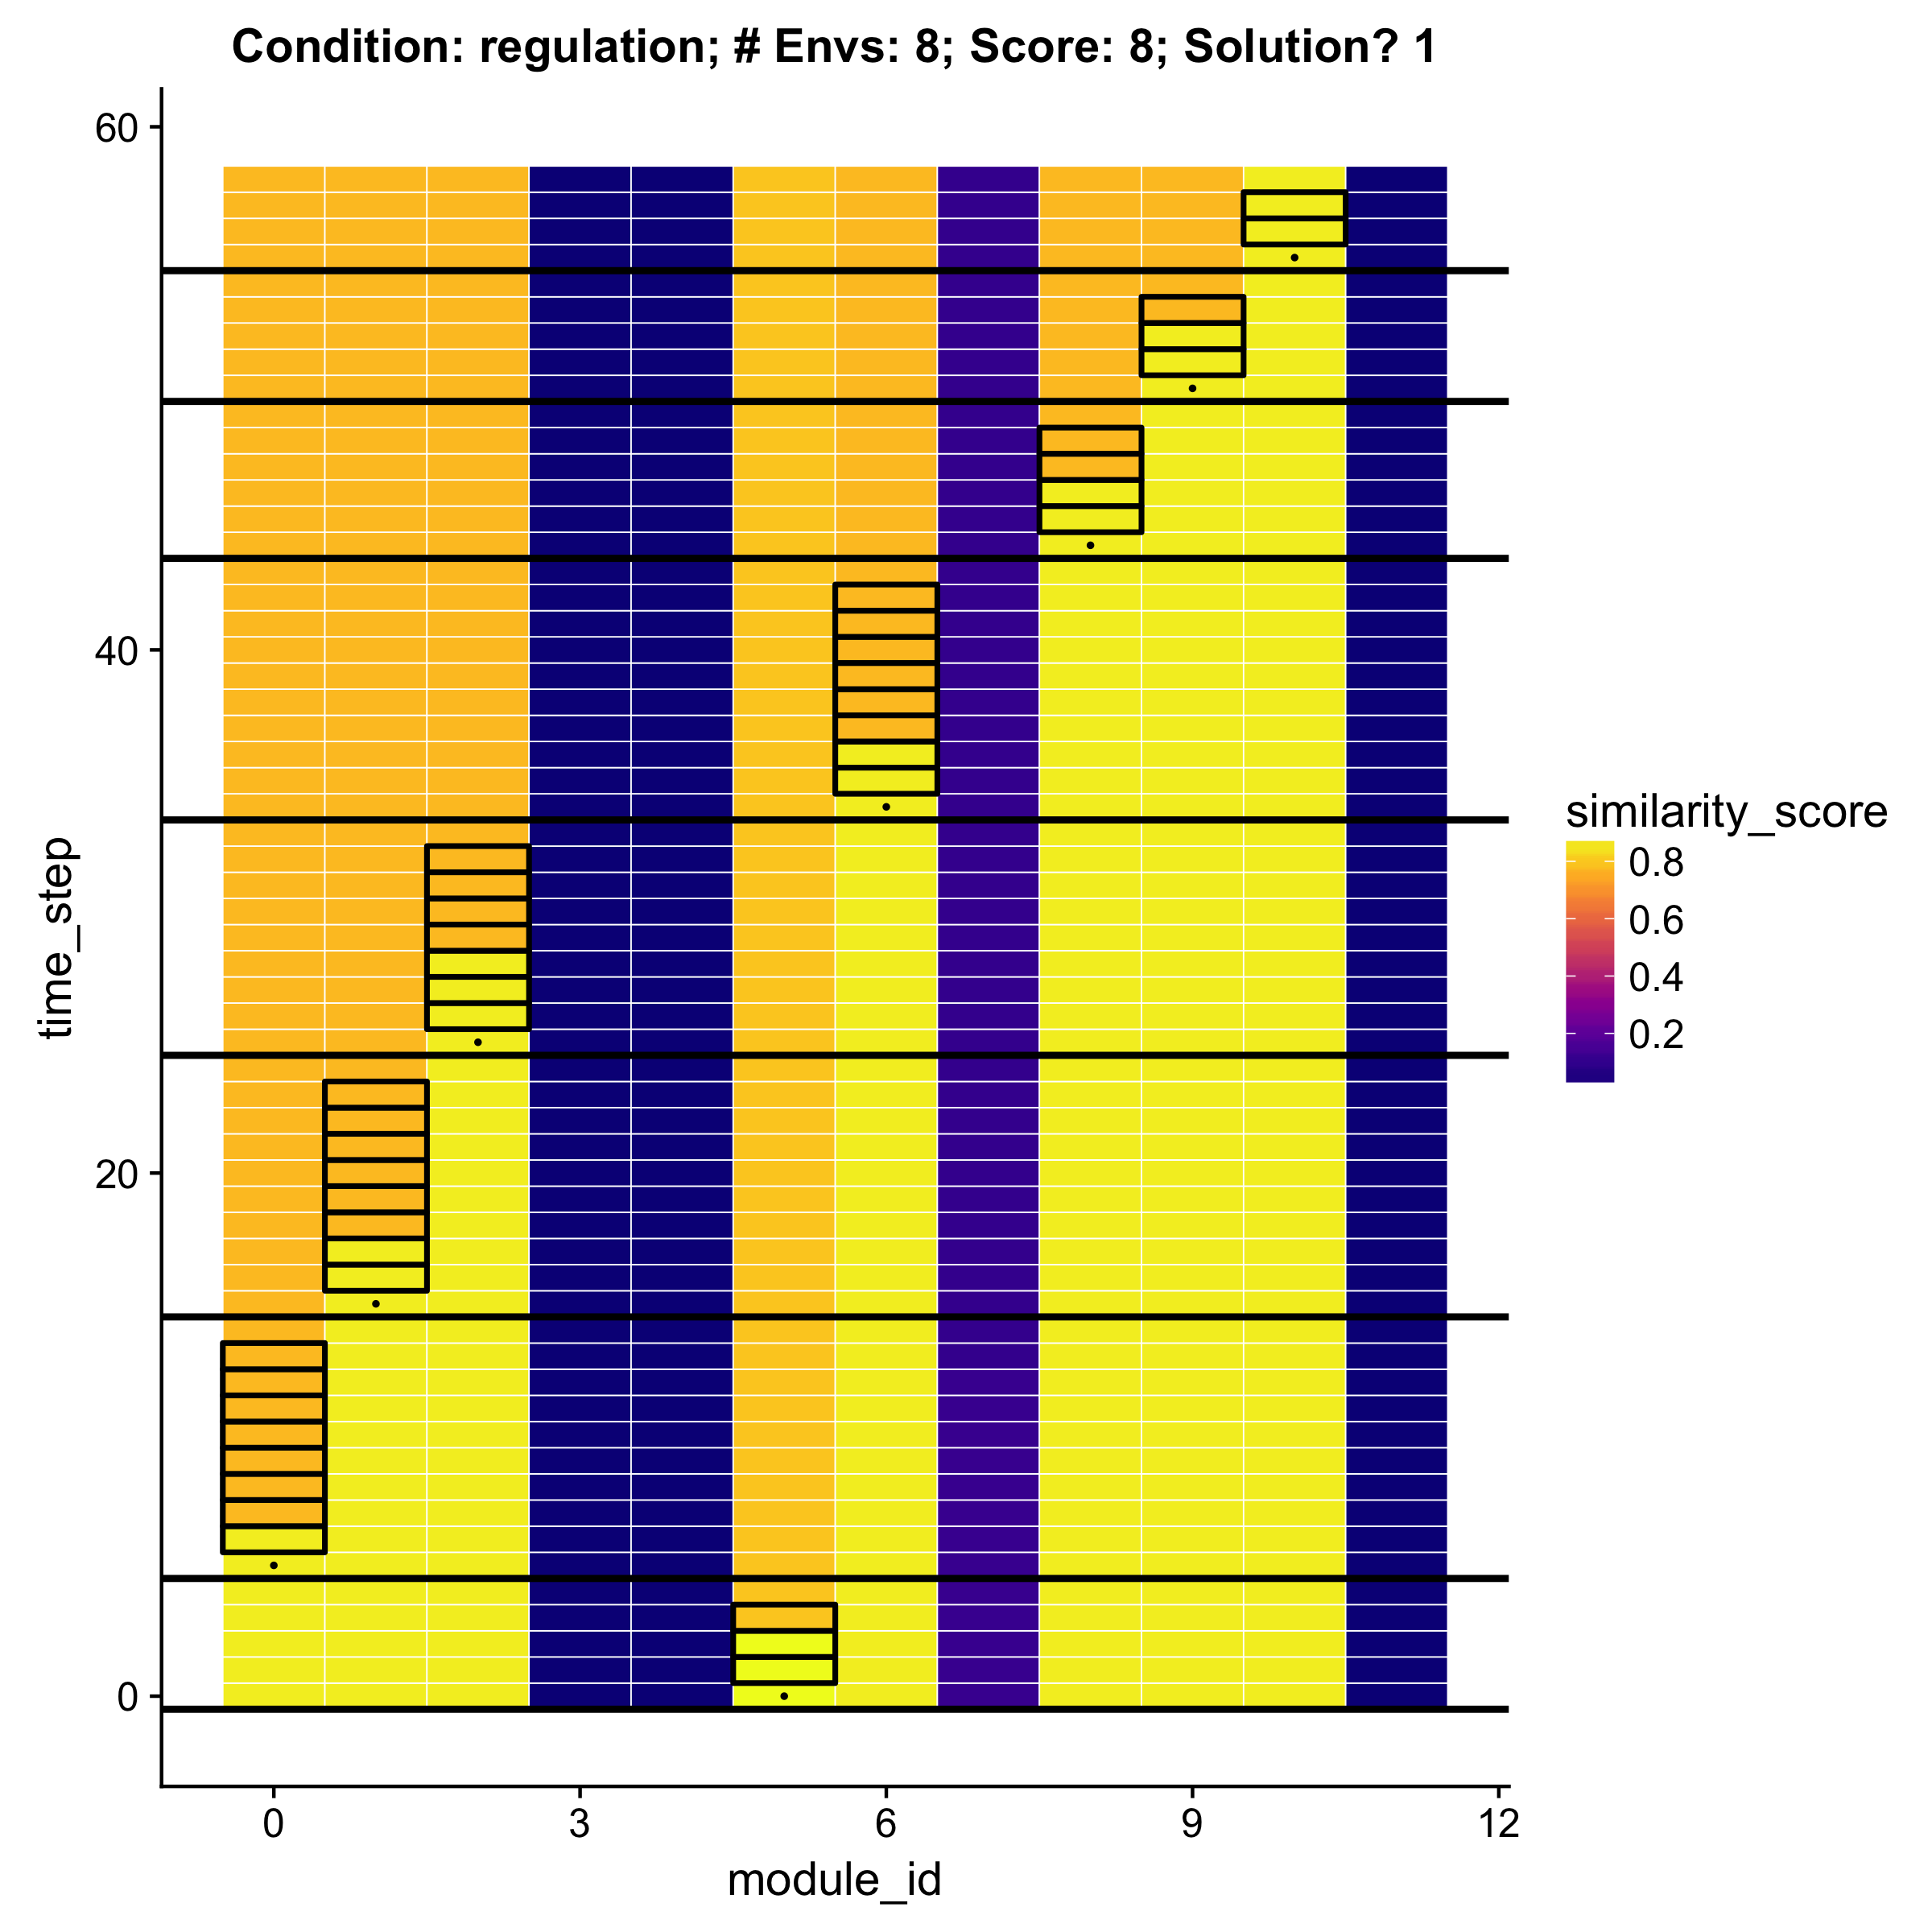 Condition: regulation; # Envs: 8; Score: 8; Solution? 1
60
40
20
0
time_step
0 3 6 9 12
module_id
similarity_score
0.8
0.6
0.4
0.2